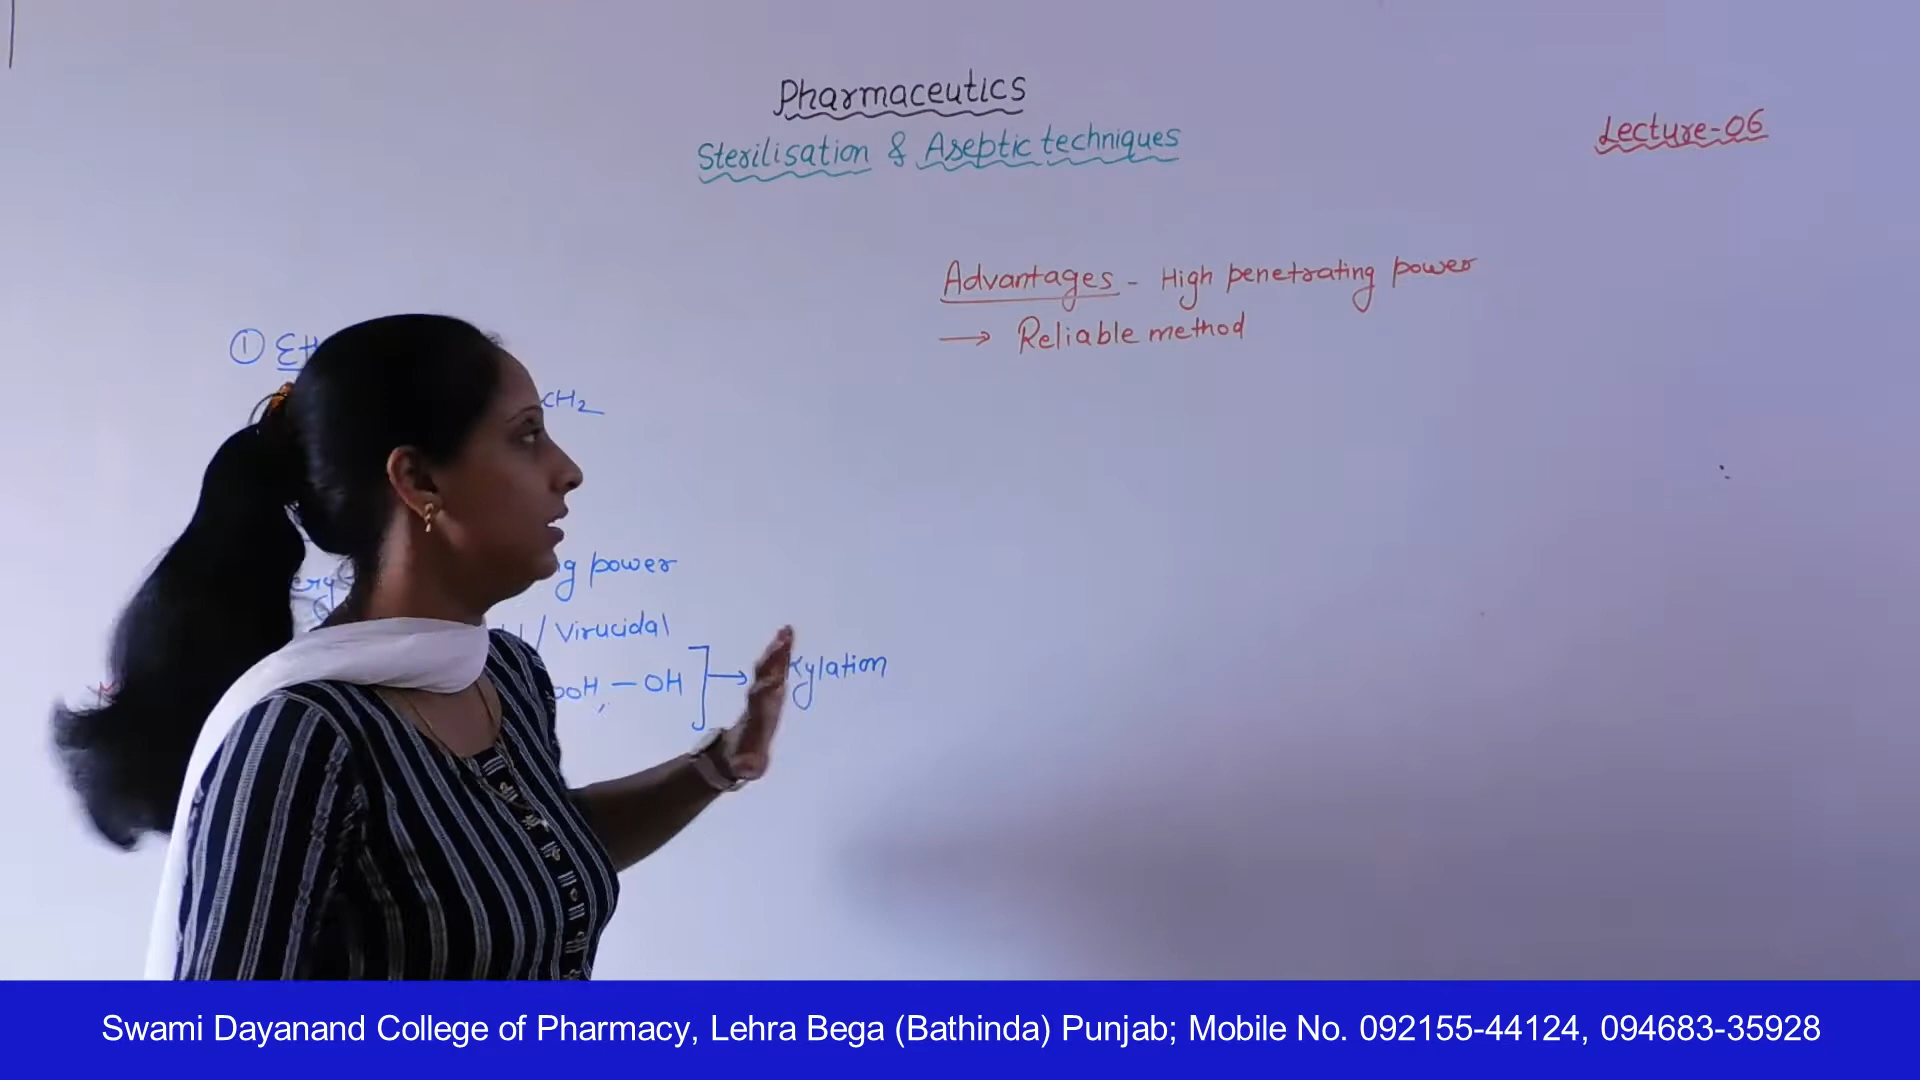 Pharmaceutics
Sterilisation & Aseptic techniques
Lecture-06
Advantages - High penetrating power
→ Reliable method
①
CH2
power
/ Virucidal
- OH ] →
Swami Dayanand College of Pharmacy, Lehra Bega (Bathinda) Punjab; Mobile No. 092155-44124, 094683-35928